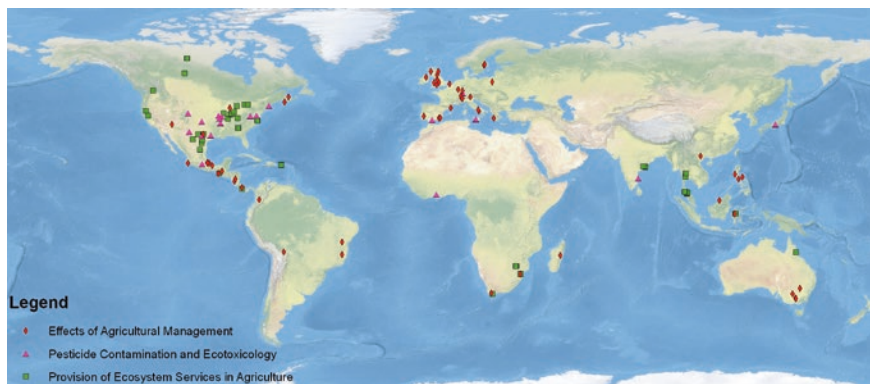 Legend
Effects of Agricultural Management
Pesticide Contamination and Ecotoxicology
Provision of Ecosystem Services in Agriculture